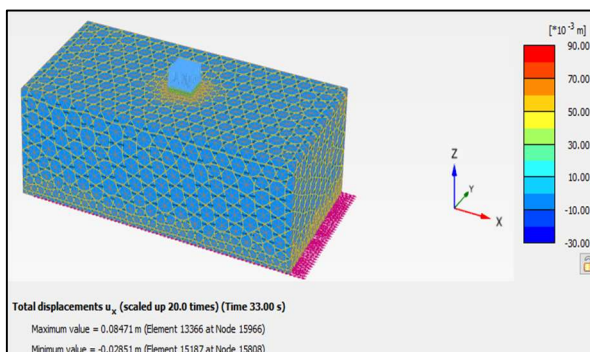 [*10-3 m]
90.00
70.00
50.00
30.00
10.00
-10.00
-30.00
Z
Y
X
Total displacements ux (scaled up 20.0 times) (Time 33.00 s)
Maximum value = 0.08471 m (Element 13366 at Node 15966)
Minimum value = -0.02851 m (Element 15187 at Node 15808)